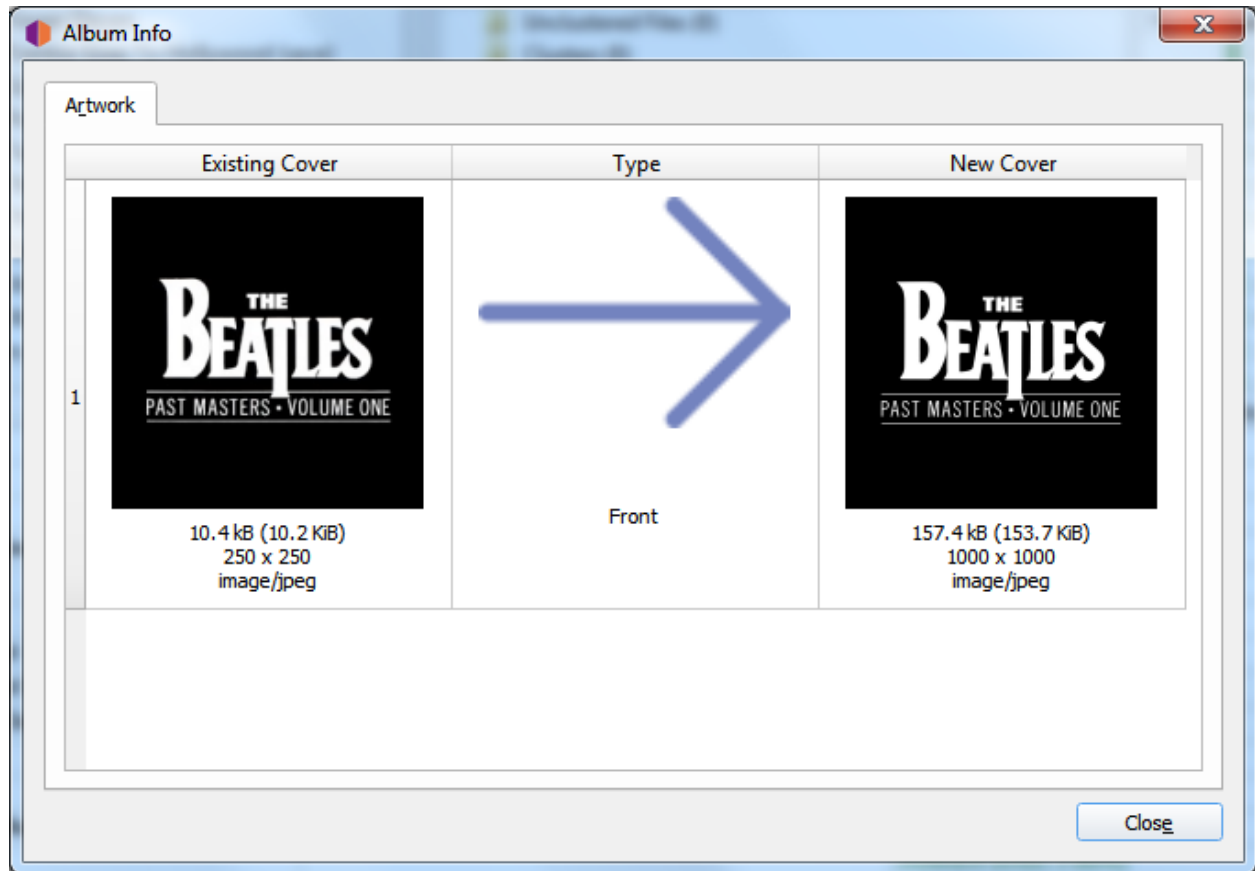 Album Info
Artwork
Existing Cover
Type
New Cover
1
THE
BEATLES
PAST MASTERS • VOLUME ONE
10.4 kB (10.2 KiB)
250 x 250
image/jpeg
Front
THE
BEATLES
PAST MASTERS • VOLUME ONE
157.4 kB (153.7 KiB)
1000 x 1000
image/jpeg
Close